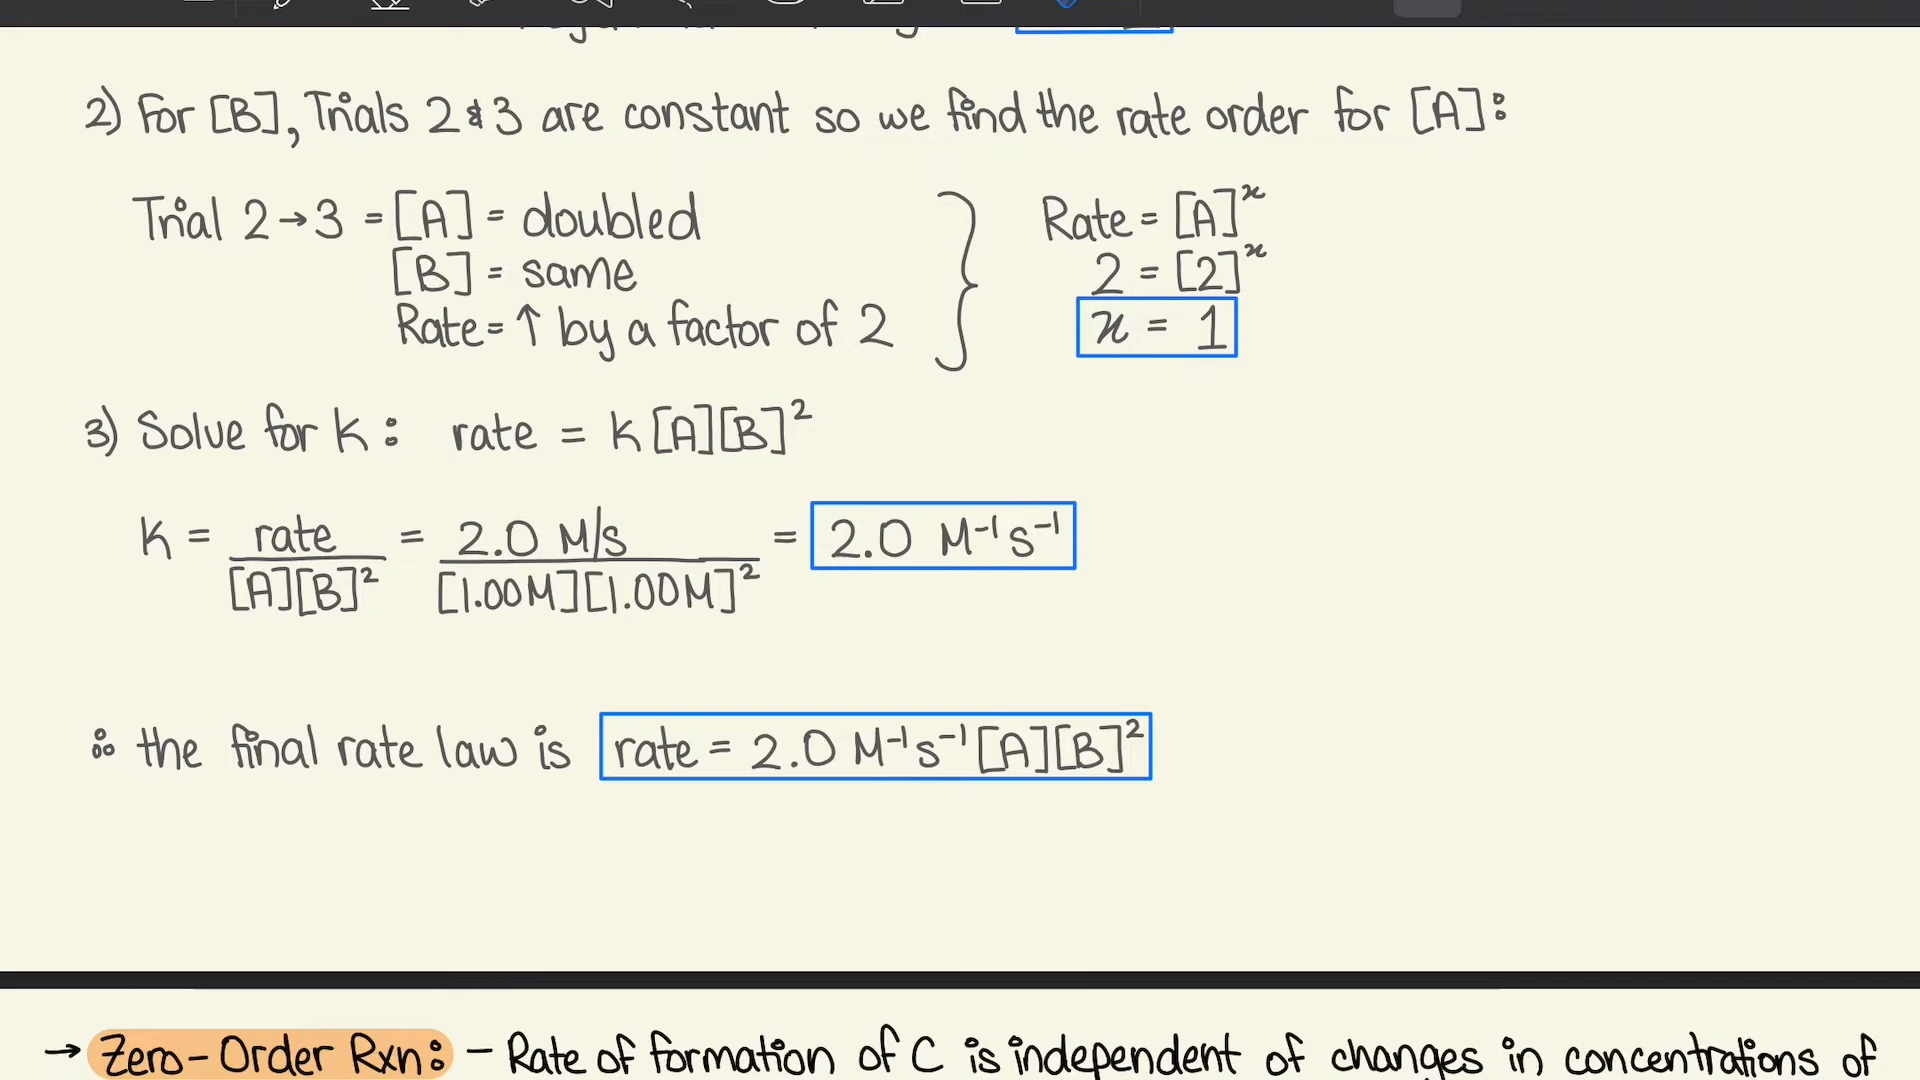 2) For [B], Trials 2 & 3 are constant so we find the rate order for [A]:
Trial 2→3 = [A] = doubled
[B] = same
Rate = ↑ by a factor of 2
Rate = [A]ˣ
2 = [2]ˣ
x = 1
3) Solve for k: rate = k[A][B]²
k = rate/[A][B]² = 2.0 M/s/[1.00M][1.00M]² = 2.0 M⁻¹s⁻¹
∴ the final rate law is rate = 2.0 M⁻¹s⁻¹[A][B]²
→ Zero-Order Rxn: – Rate of formation of C is independent of changes in concentrations of